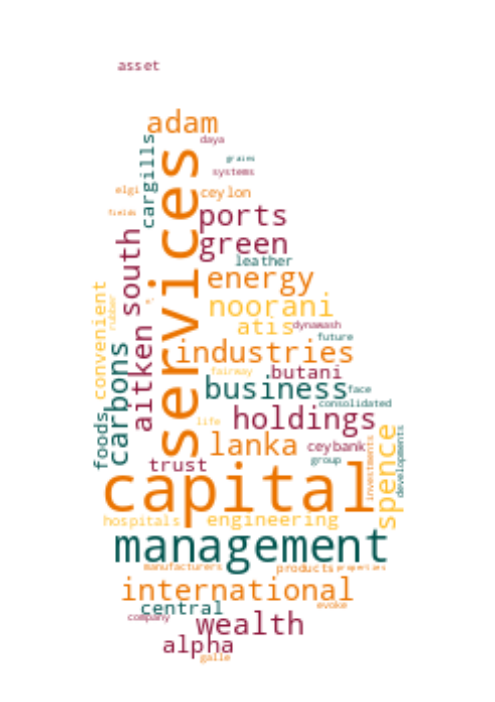 asset
adam
daya
grains
cargills
services
systems
elgi
ceylon
fields
ports
south
green
leather
energy
convenient
rubber
noorani
atis
dynawash
future
aitken
industries
carbons
fairway
butani
business
face
consolidated
foods
holdings
life
lanka
ceybank
spence
developments
investments
trust
group
capital
hospitals
engineering
management
manufacturers
products
properties
international
central
evoke
company
wealth
alpha
galle